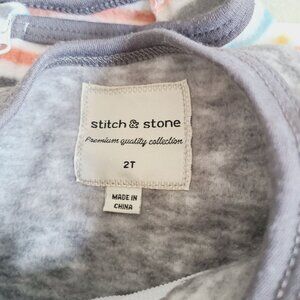 stitch & stone
Premium quality collection
2T
MADE IN
CHINA